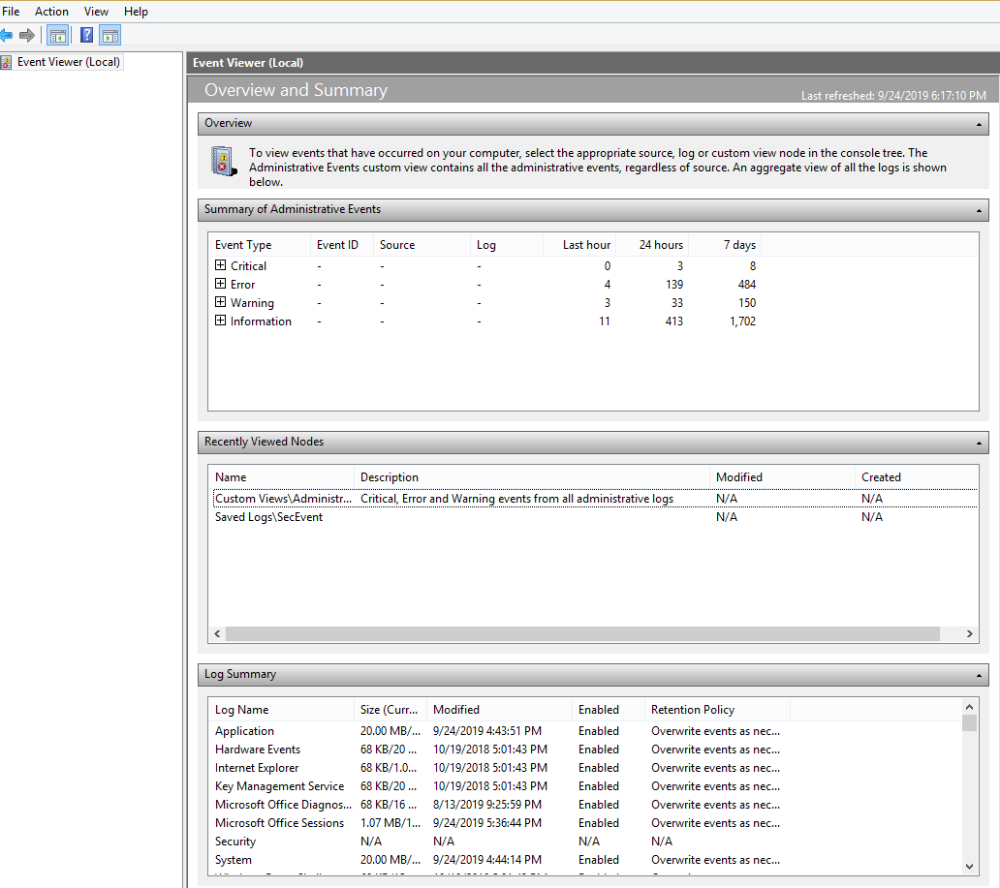 File Action View Help
Event Viewer (Local)
Event Viewer (Local)
Overview and Summary
Last refreshed: 9/24/2019 6:17:10 PM
Overview
To view events that have occurred on your computer, select the appropriate source, log or custom view node in the console tree. The
Administrative Events custom view contains all the administrative events, regardless of source. An aggregate view of all the logs is shown
below.
Summary of Administrative Events
Event Type Event ID Source Log Last hour 24 hours 7 days
Critical - - - 0 3 8
Error - - - 4 139 484
Warning - - - 3 33 150
Information - - - 11 413 1,702
Recently Viewed Nodes
Name Description Modified Created
Custom Views\Administr... Critical, Error and Warning events from all administrative logs N/A N/A
Saved Logs\SecEvent N/A N/A
Log Summary
Log Name Size (Curr... Modified Enabled Retention Policy
Application 20.00 MB/... 9/24/2019 4:43:51 PM Enabled Overwrite events as nec...
Hardware Events 68 KB/20 ... 10/19/2018 5:01:43 PM Enabled Overwrite events as nec...
Internet Explorer 68 KB/1.0... 10/19/2018 5:01:43 PM Enabled Overwrite events as nec...
Key Management Service 68 KB/20 ... 10/19/2018 5:01:43 PM Enabled Overwrite events as nec...
Microsoft Office Diagnos... 68 KB/16 ... 8/13/2019 9:25:59 PM Enabled Overwrite events as nec...
Microsoft Office Sessions 1.07 MB/1... 9/24/2019 5:36:44 PM Enabled Overwrite events as nec...
Security N/A N/A N/A N/A
System 20.00 MB/... 9/24/2019 4:44:14 PM Enabled Overwrite events as nec...